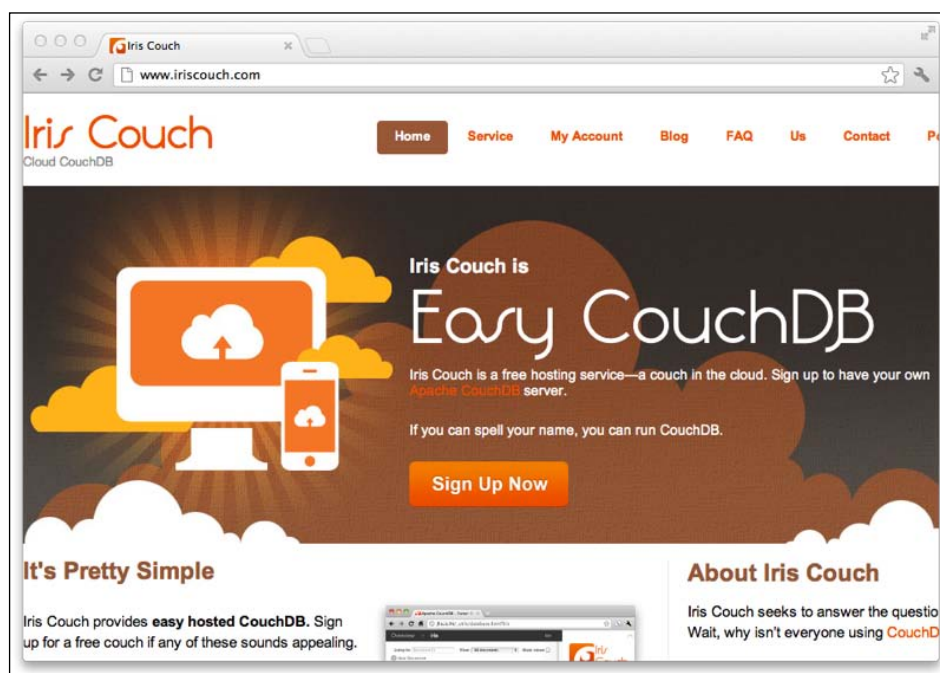 Iris Couch
www.iriscouch.com
Iris Couch
Cloud CouchDB
Home Service My Account Blog FAQ Us Contact
Iris Couch is
Easy CouchDB
Iris Couch is a free hosting service—a couch in the cloud. Sign up to have your own
Apache CouchDB server.
If you can spell your name, you can run CouchDB.
Sign Up Now
It's Pretty Simple
Iris Couch provides easy hosted CouchDB. Sign
up for a free couch if any of these sounds appealing.
About Iris Couch
Iris Couch seeks to answer the questio
Wait, why isn't everyone using CouchD